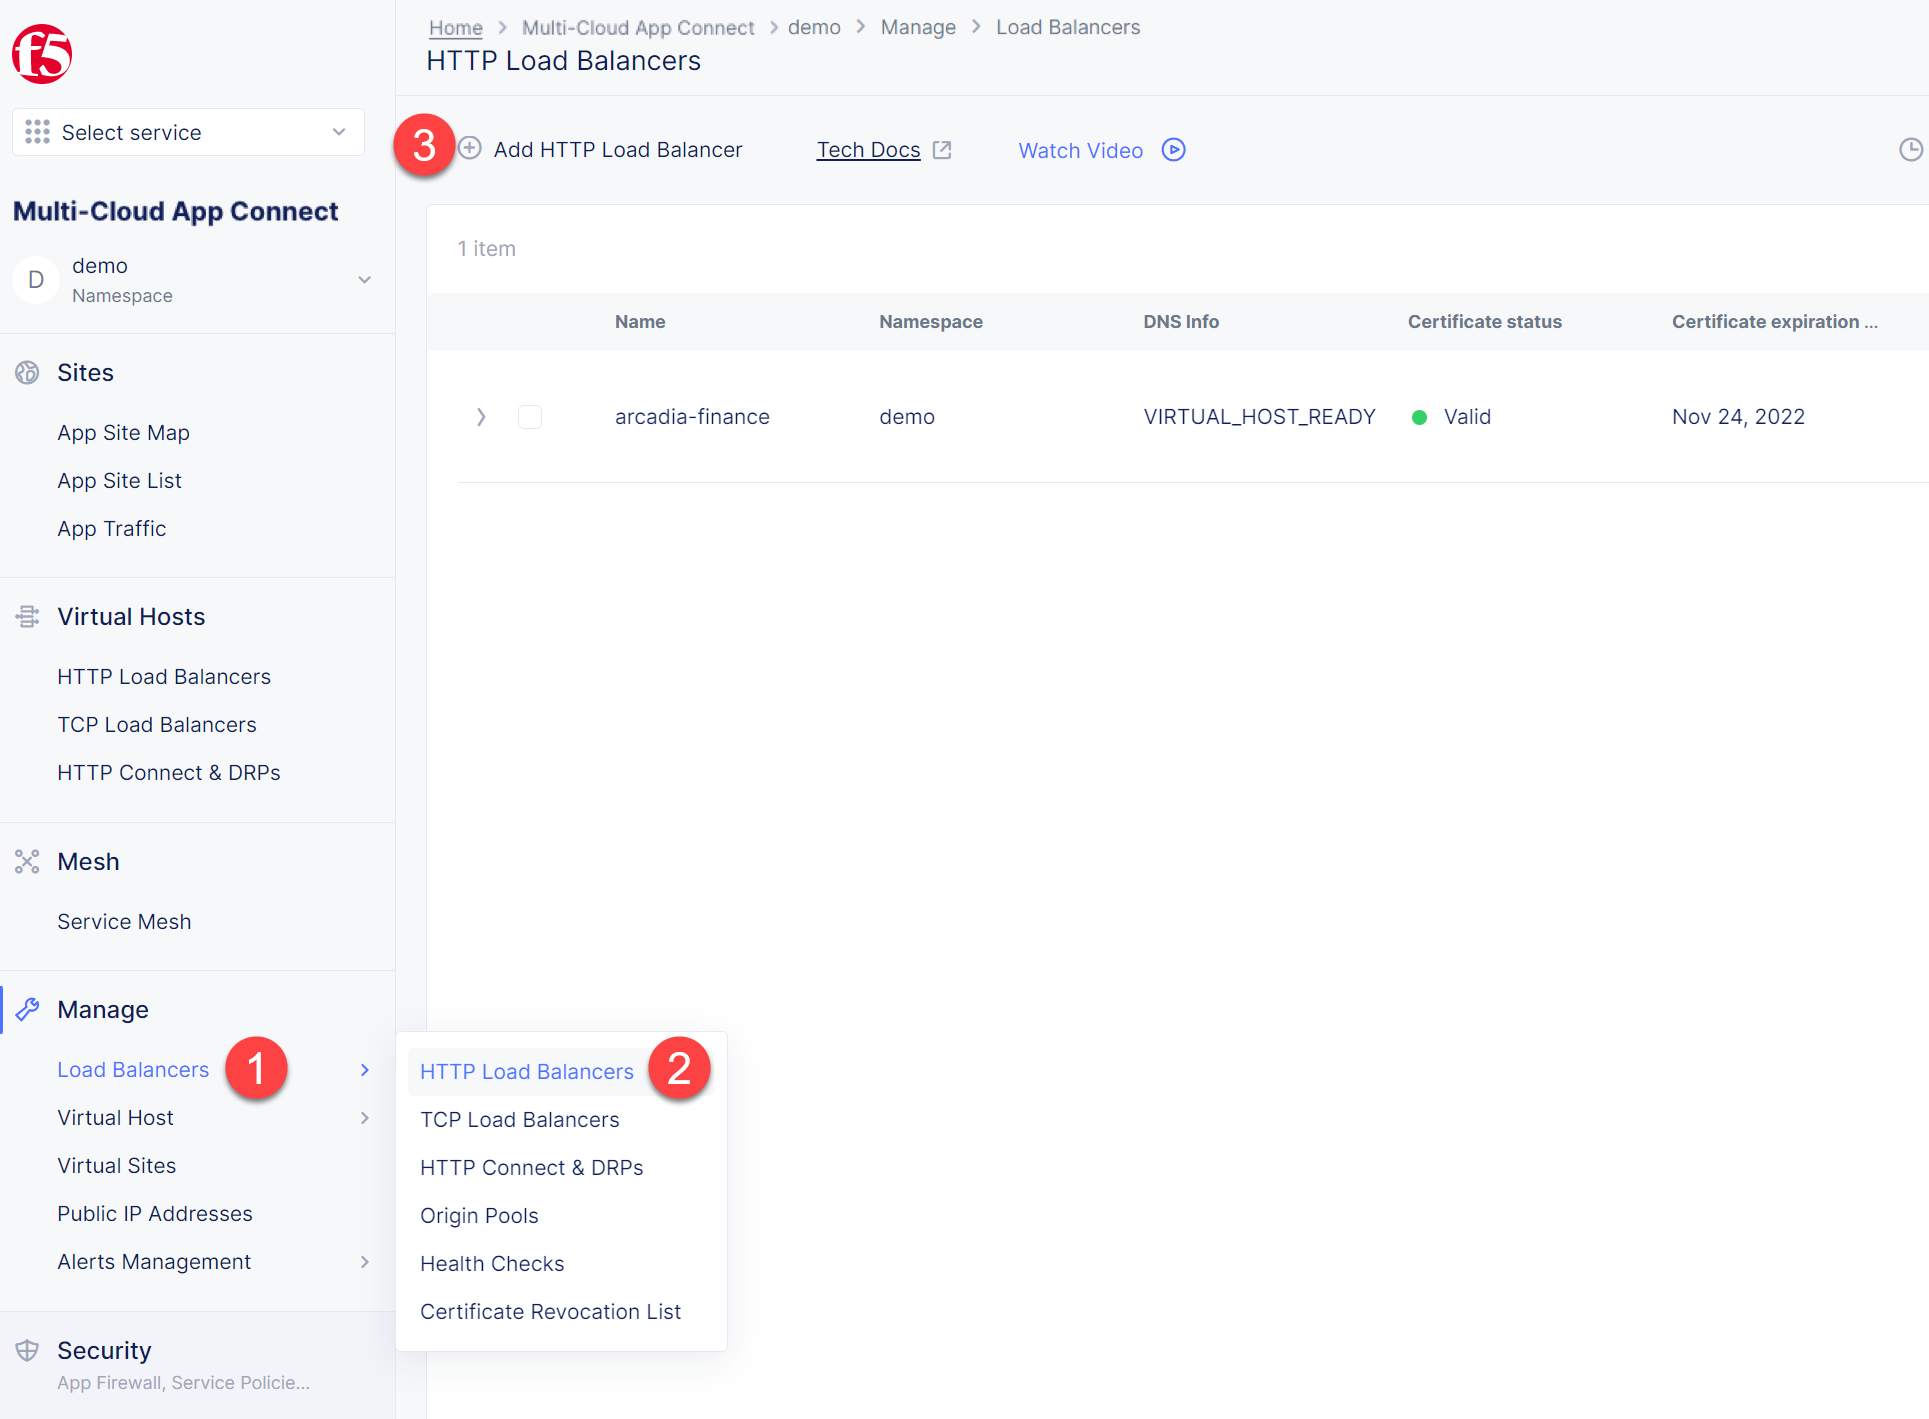 f5
Select service
Multi-Cloud App Connect
D
demo
Namespace
Sites
App Site Map
App Site List
App Traffic
Virtual Hosts
HTTP Load Balancers
TCP Load Balancers
HTTP Connect & DRPs
Mesh
Service Mesh
Manage
Load Balancers 1
Virtual Host
Virtual Sites
Public IP Addresses
Alerts Management
Security
App Firewall, Service Policie...
HTTP Load Balancers 2
TCP Load Balancers
HTTP Connect & DRPs
Origin Pools
Health Checks
Certificate Revocation List
Home > Multi-Cloud App Connect > demo > Manage > Load Balancers
HTTP Load Balancers
3 Add HTTP Load Balancer Tech Docs Watch Video
1 item
Name Namespace DNS Info Certificate status Certificate expiration ...
arcadia-finance demo VIRTUAL_HOST_READY Valid Nov 24, 2022